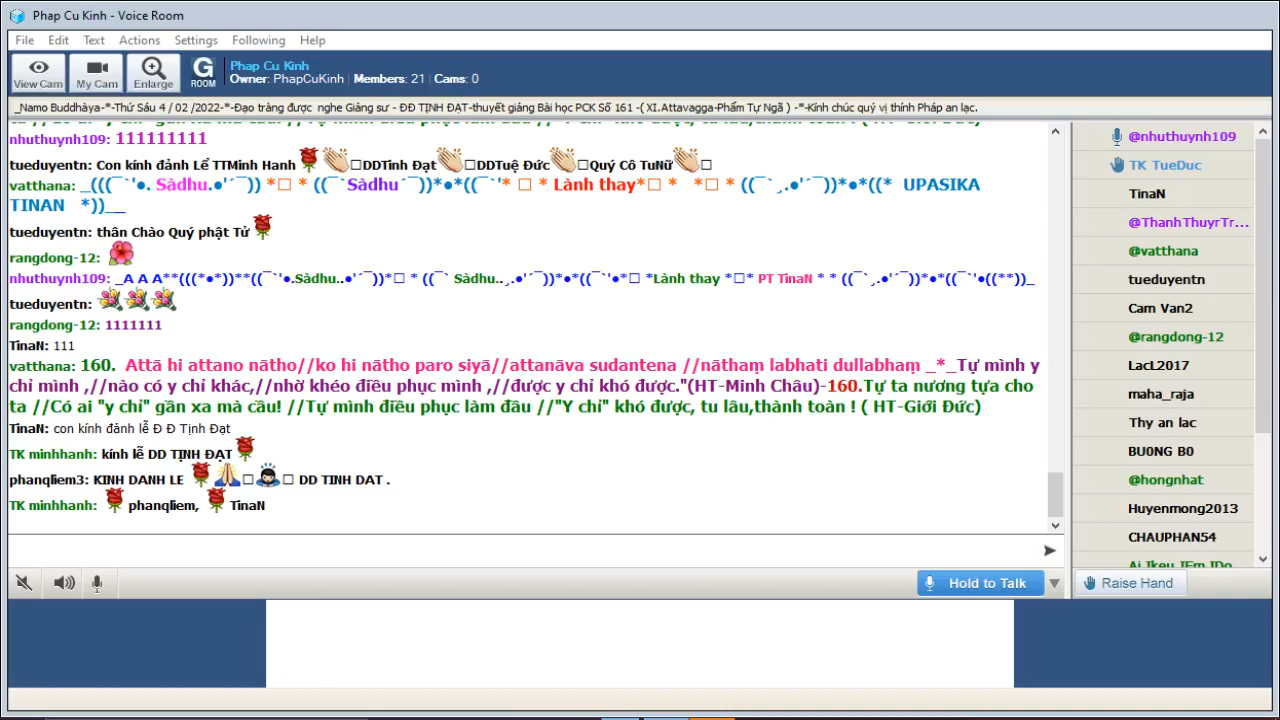 Phap Cu Kinh - Voice Room
File Edit Text Actions Settings Following Help
View Cam My Cam Enlarge G ROOM
Phap Cu Kinh
Owner: PhapCuKinh Members: 21 Cams: 0
_Namo Buddhàya-*-Thứ Sáu 4 / 02 /2022-*-Đạo tràng được nghe Giảng sư - ĐĐ TỊNH ĐẠT-thuyết giảng Bài học PCK Số 161 -( XI.Attavagga-Phẩm Tự Ngã ) -*-Kính chúc quý vị thính Pháp an lạc.
nhuthuynh109: 111111111
tueduyentn: Con kính đảnh Lể TTMinh Hanh DDTinh Đạt DDTuệ Đức Quý Cô TuNữ
vatthana: _(((¯`'●. Sàdhu.●'´¯)) *□ * ((¯`Sàdhu´¯))*●*((¯`'* □ * Lành thay*□ * *□ * ((¯`¸.●'´¯))*●*((* UPASIKA
TINAN *))__
tueduyentn: thân Chào Quý phật Tử
rangdong-12:
nhuthuynh109: _A A A**(((*●*))**((¯`'●.Sàdhu..●'´¯))*□ * ((¯` Sàdhu..¸.●'´¯))*●*((¯`'●*□ *Lành thay *□* PT TinaN * * ((¯`¸.●'´¯))*●*((¯`'●((**))_
tueduyentn:
rangdong-12: 1111111
TinaN: 111
vatthana: 160. Attā hi attano nātho//ko hi nātho paro siyā//attanāva sudantena //nāthaṃ labhati dullabhaṃ _*_Tự mình y
chỉ mình ,//nào có y chỉ khác,//nhờ khéo điều phục mình ,//được y chỉ khó được."(HT-Minh Châu)-160.Tự ta nương tựa cho
ta //Có ai "y chỉ" gần xa mà cầu! //Tự mình điều phục làm đầu //"Y chỉ" khó được, tu lâu,thành toàn ! ( HT-Giới Đức)
TinaN: con kính đảnh lễ Đ Đ Tịnh Đạt
TK minhhanh: kính lễ DD TỊNH ĐẠT
phanqliem3: KINH DANH LE DD TINH DAT .
TK minhhanh: phanqliem, TinaN
@nhuthuynh109
TK TueDuc
TinaN
@ThanhThuyrTr...
@vatthana
tueduyentn
Cam Van2
@rangdong-12
LacL2017
maha_raja
Thy an lac
BU0NG B0
@hongnhat
Huyenmong2013
CHAUPHAN54
Hold to Talk
Raise Hand